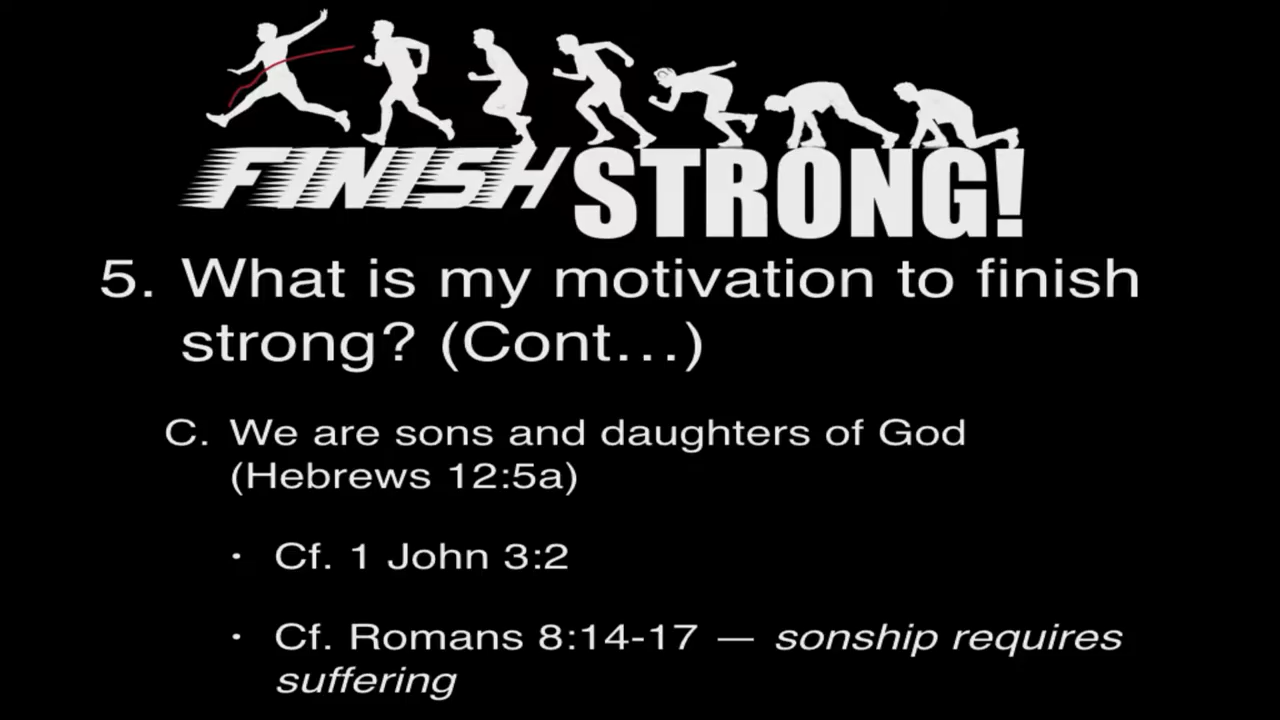 FINISH STRONG!
5. What is my motivation to finish
strong? (Cont...)
C. We are sons and daughters of God
(Hebrews 12:5a)
· Cf. 1 John 3:2
· Cf. Romans 8:14-17 — sonship requires
suffering